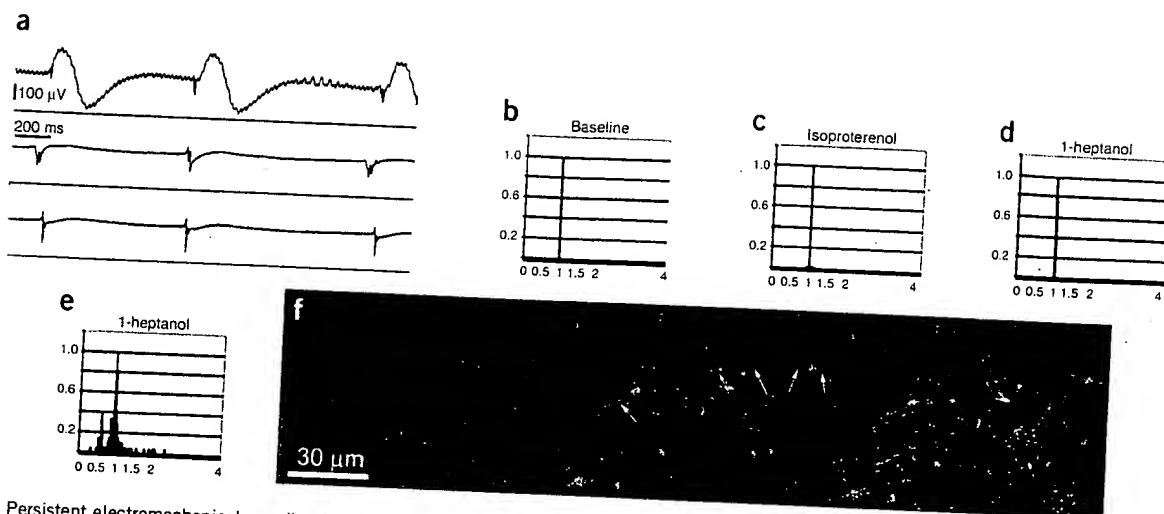 a
100 μV
200 ms
b
Baseline
1.0
0.6
0.2
0 0.5 1 1.5 2 4
c
Isoproterenol
1.0
0.6
0.2
0 0.5 1 1.5 2 4
d
1-heptanol
1.0
0.6
0.2
0 0.5 1 1.5 2 4
e
1-heptanol
1.0
0.6
0.2
0 0.5 1 1.5 2 4
f
30 μm
Persistent electromechanical